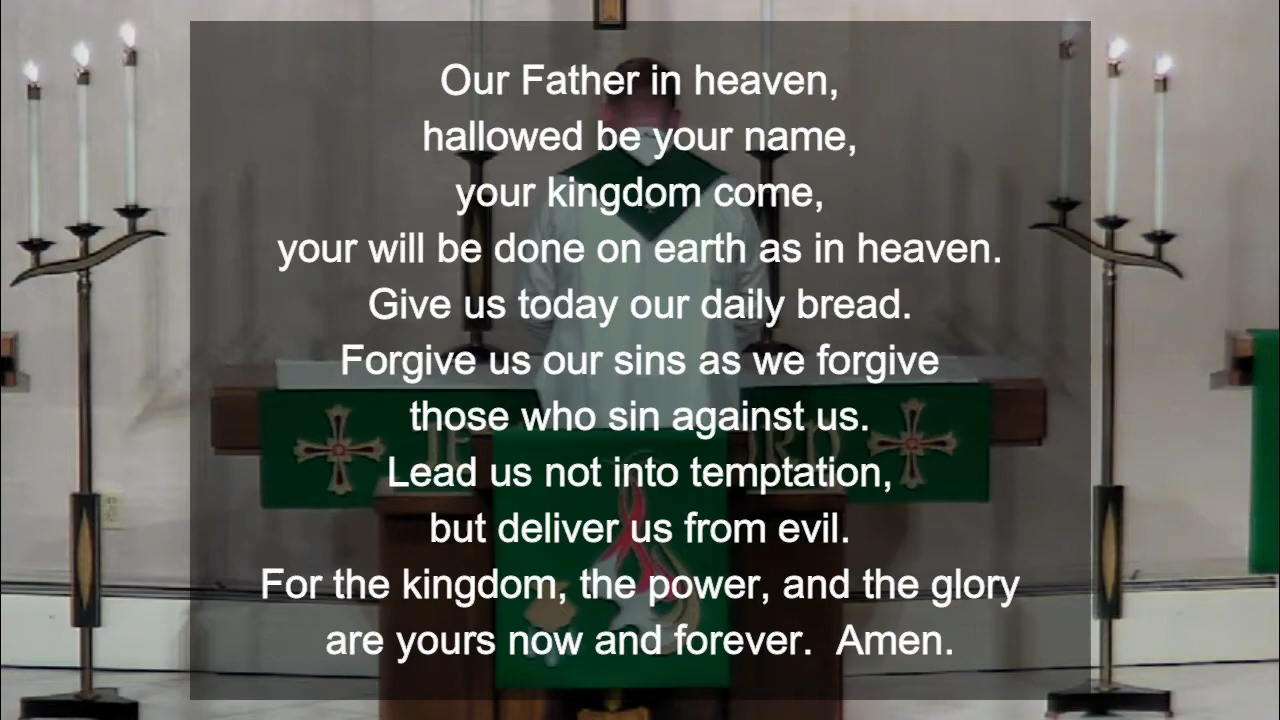 Our Father in heaven,
hallowed be your name,
your kingdom come,
your will be done on earth as in heaven.
Give us today our daily bread.
Forgive us our sins as we forgive
those who sin against us.
Lead us not into temptation,
but deliver us from evil.
For the kingdom, the power, and the glory
are yours now and forever. Amen.